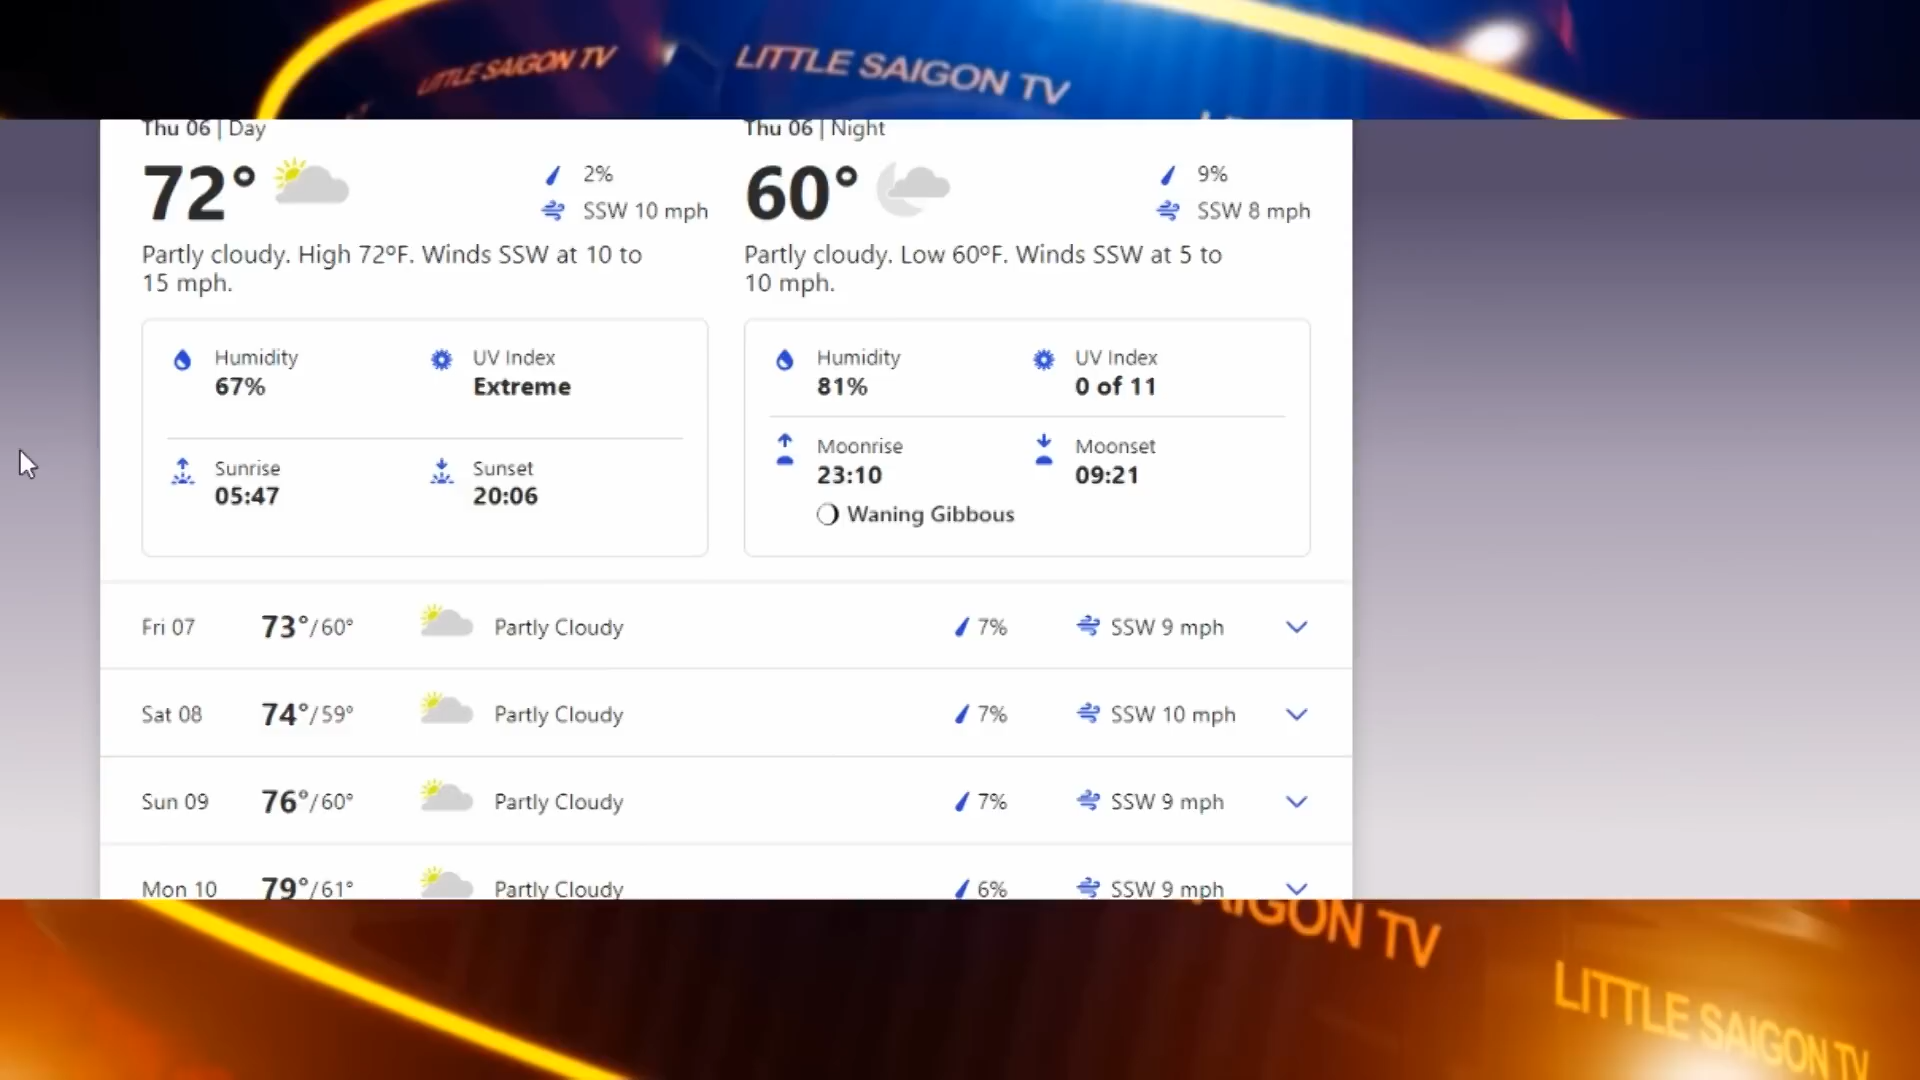 LITTLE SAIGON TV
LITTLE SAIGON TV
Thu 06 | Day
72°
2%
SSW 10 mph
Partly cloudy. High 72ºF. Winds SSW at 10 to
15 mph.
Humidity
67%
UV Index
Extreme
Sunrise
05:47
Sunset
20:06
Thu 06 | Night
60°
9%
SSW 8 mph
Partly cloudy. Low 60ºF. Winds SSW at 5 to
10 mph.
Humidity
81%
UV Index
0 of 11
Moonrise
23:10
Moonset
09:21
Waning Gibbous
Fri 07 73°/60° Partly Cloudy 7% SSW 9 mph
Sat 08 74°/59° Partly Cloudy 7% SSW 10 mph
Sun 09 76°/60° Partly Cloudy 7% SSW 9 mph
Mon 10 79°/61° Partly Cloudy 6% SSW 9 mph
SAIGON TV
LITTLE SAIGON TV